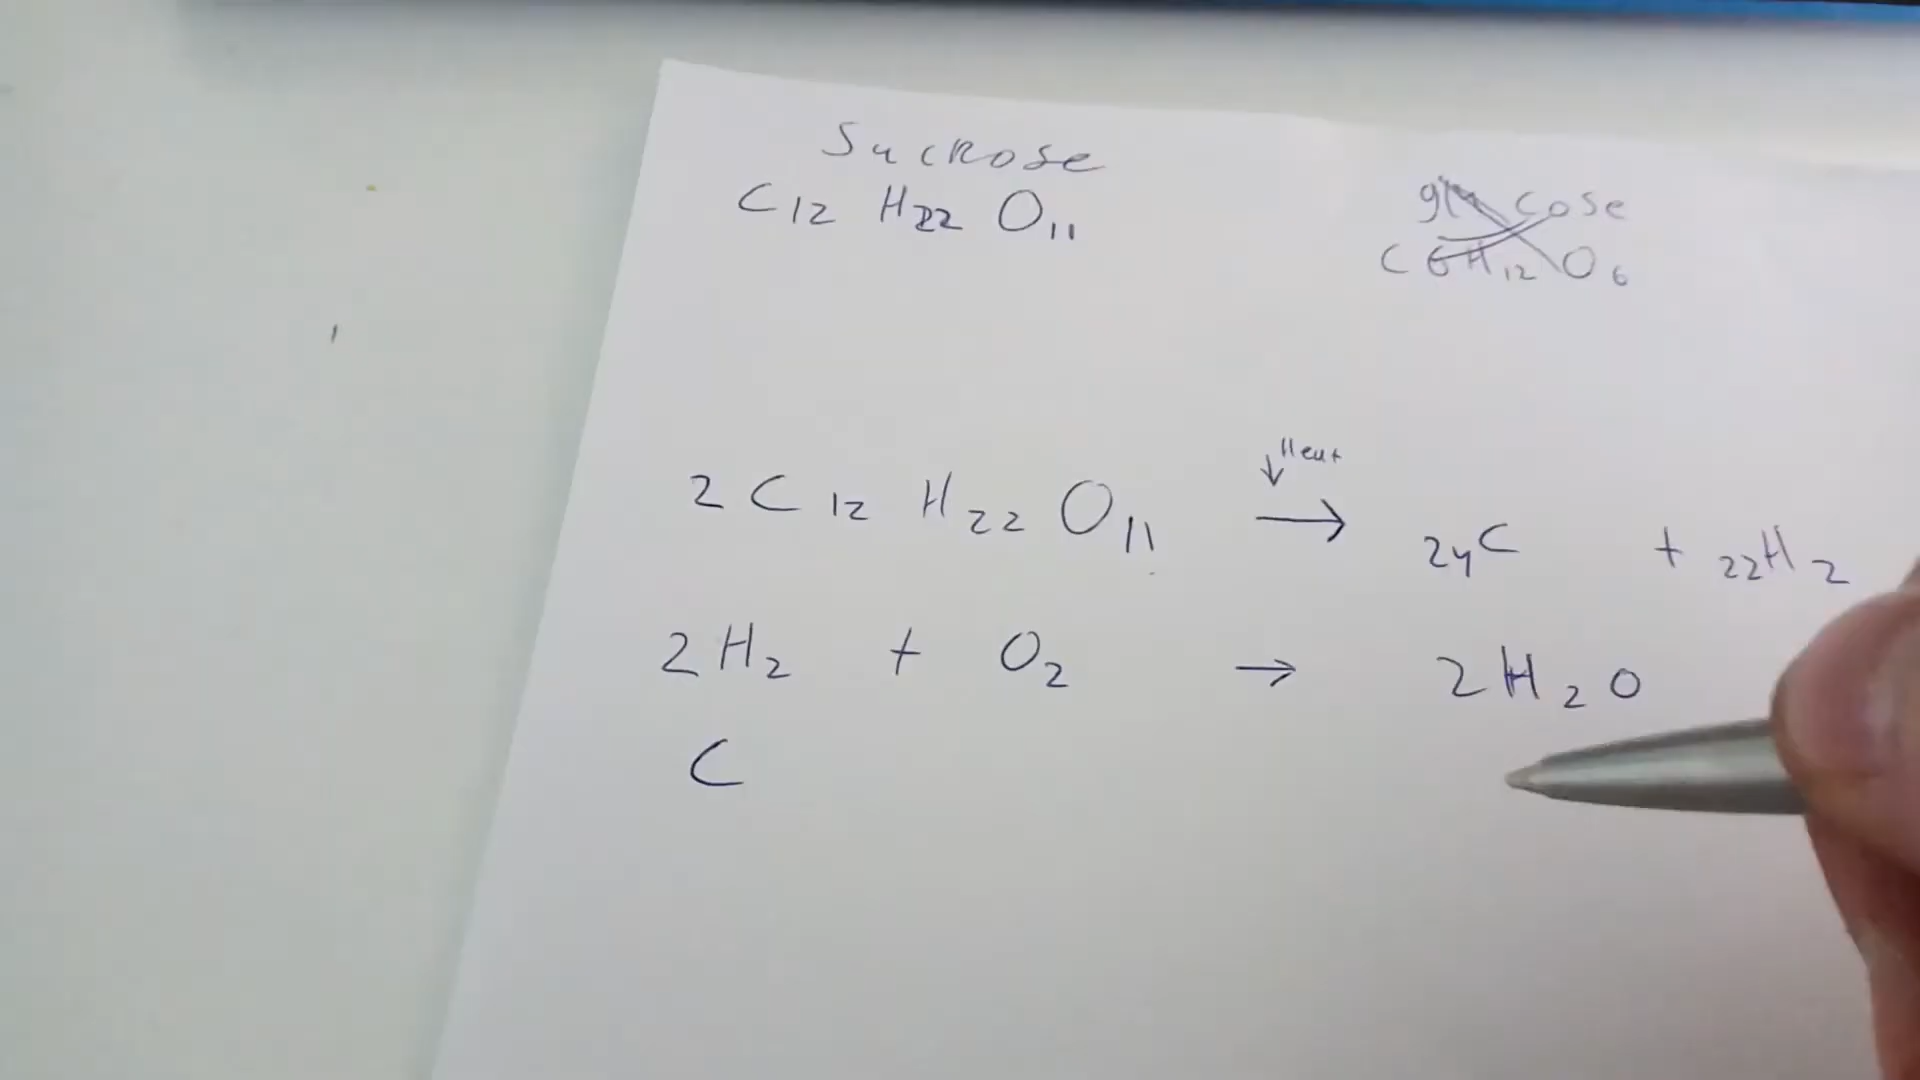 Sucrose
C12 H22 O11
glucose
C6H12O6
Heat
2 C12 H22 O11 → 24C + 22H2
2H2 + O2 → 2H2O
C